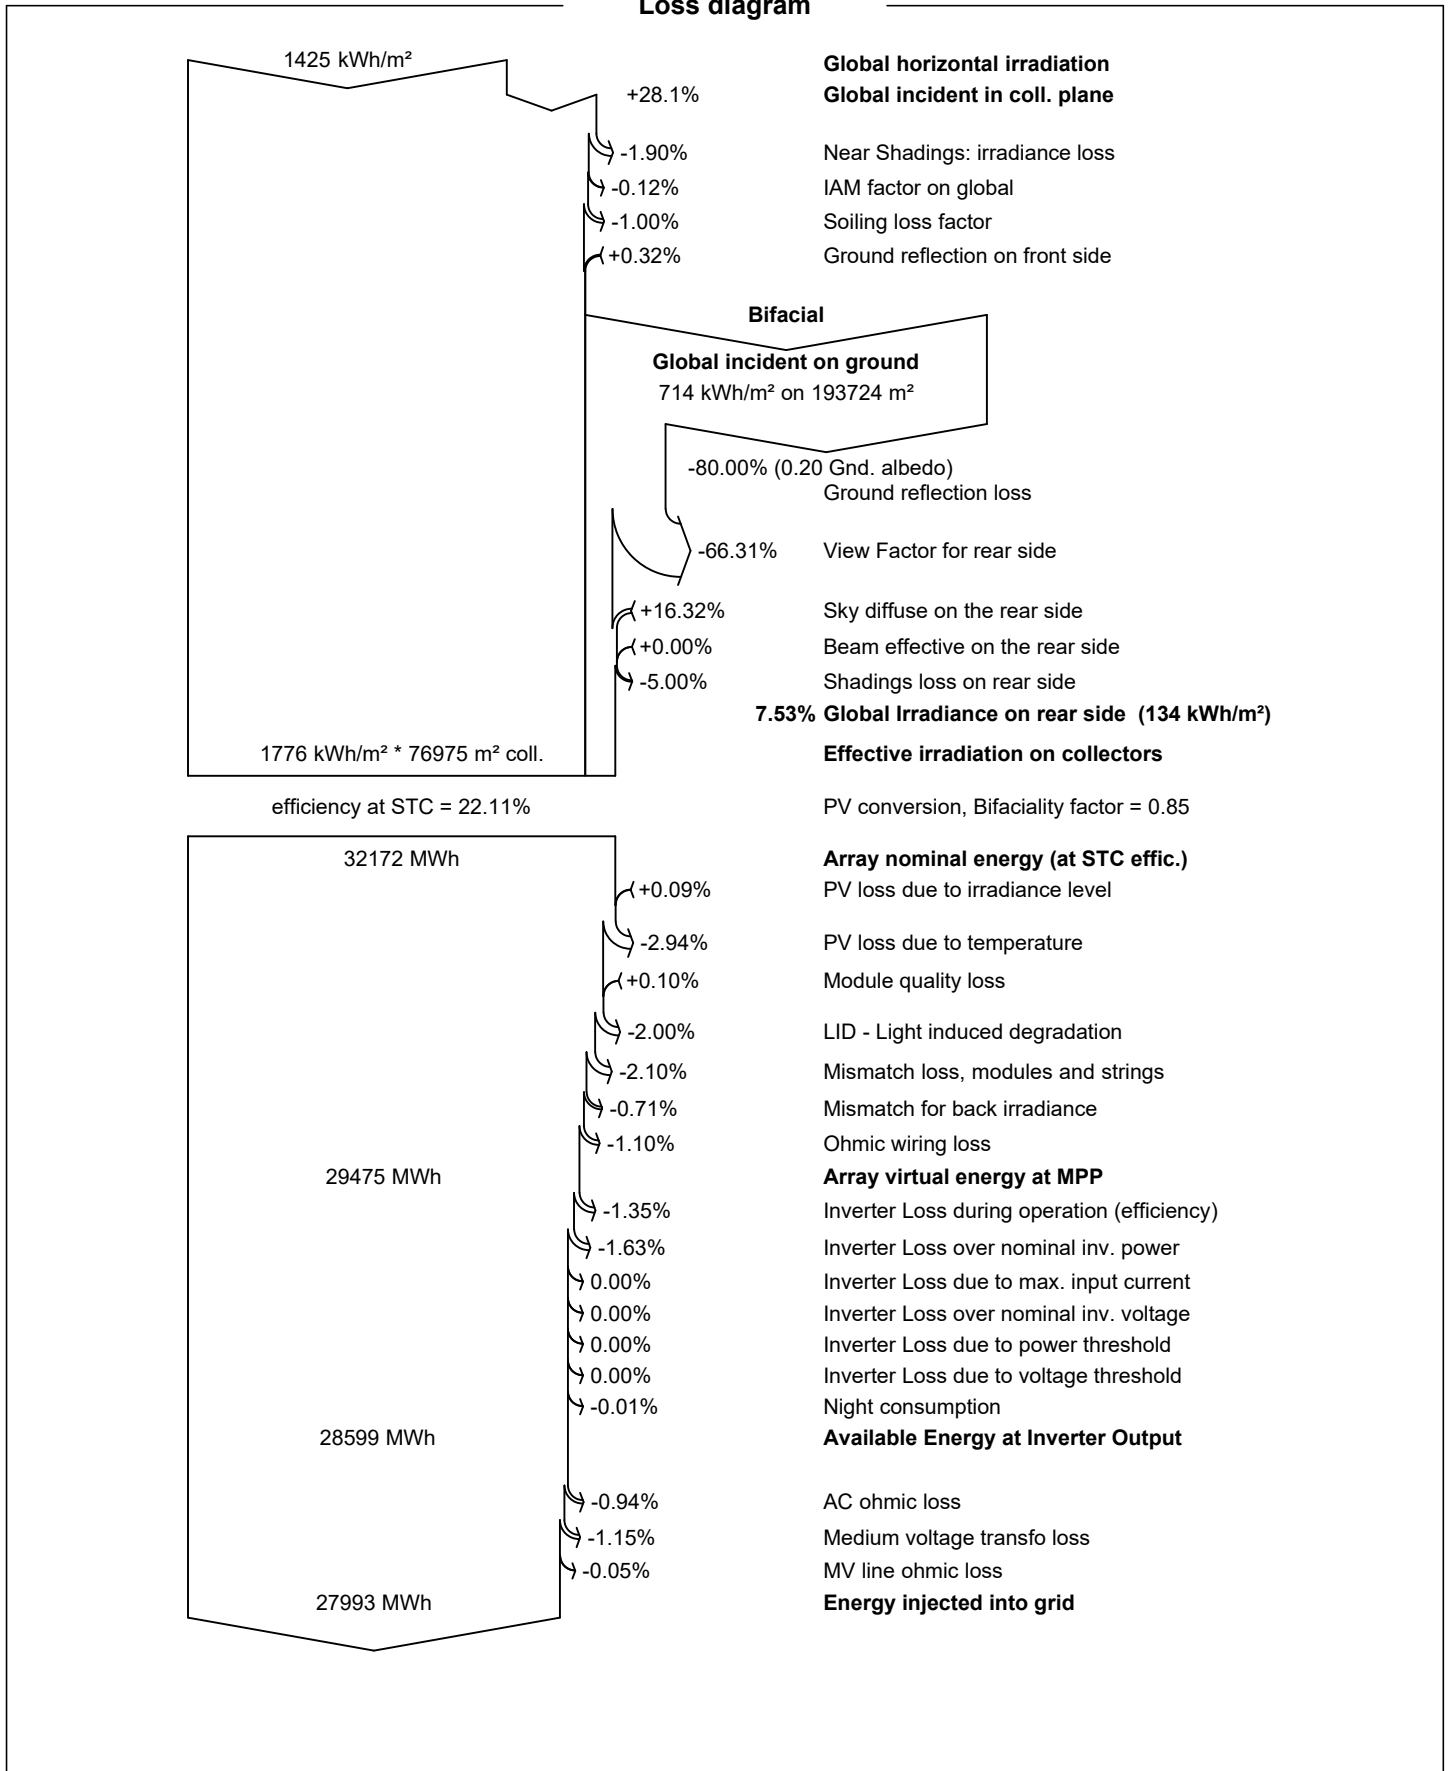 Loss diagram
1425 kWh/m²
Global horizontal irradiation
+28.1% Global incident in coll. plane
-1.90% Near Shadings: irradiance loss
-0.12% IAM factor on global
-1.00% Soiling loss factor
+0.32% Ground reflection on front side
Bifacial
Global incident on ground
714 kWh/m² on 193724 m²
-80.00% (0.20 Gnd. albedo)
Ground reflection loss
-66.31% View Factor for rear side
+16.32% Sky diffuse on the rear side
+0.00% Beam effective on the rear side
-5.00% Shadings loss on rear side
7.53% Global Irradiance on rear side (134 kWh/m²)
1776 kWh/m² * 76975 m² coll. Effective irradiation on collectors
efficiency at STC = 22.11% PV conversion, Bifaciality factor = 0.85
32172 MWh Array nominal energy (at STC effic.)
+0.09% PV loss due to irradiance level
-2.94% PV loss due to temperature
+0.10% Module quality loss
-2.00% LID - Light induced degradation
-2.10% Mismatch loss, modules and strings
-0.71% Mismatch for back irradiance
-1.10% Ohmic wiring loss
29475 MWh Array virtual energy at MPP
-1.35% Inverter Loss during operation (efficiency)
-1.63% Inverter Loss over nominal inv. power
0.00% Inverter Loss due to max. input current
0.00% Inverter Loss over nominal inv. voltage
0.00% Inverter Loss due to power threshold
0.00% Inverter Loss due to voltage threshold
-0.01% Night consumption
28599 MWh Available Energy at Inverter Output
-0.94% AC ohmic loss
-1.15% Medium voltage transfo loss
-0.05% MV line ohmic loss
27993 MWh Energy injected into grid